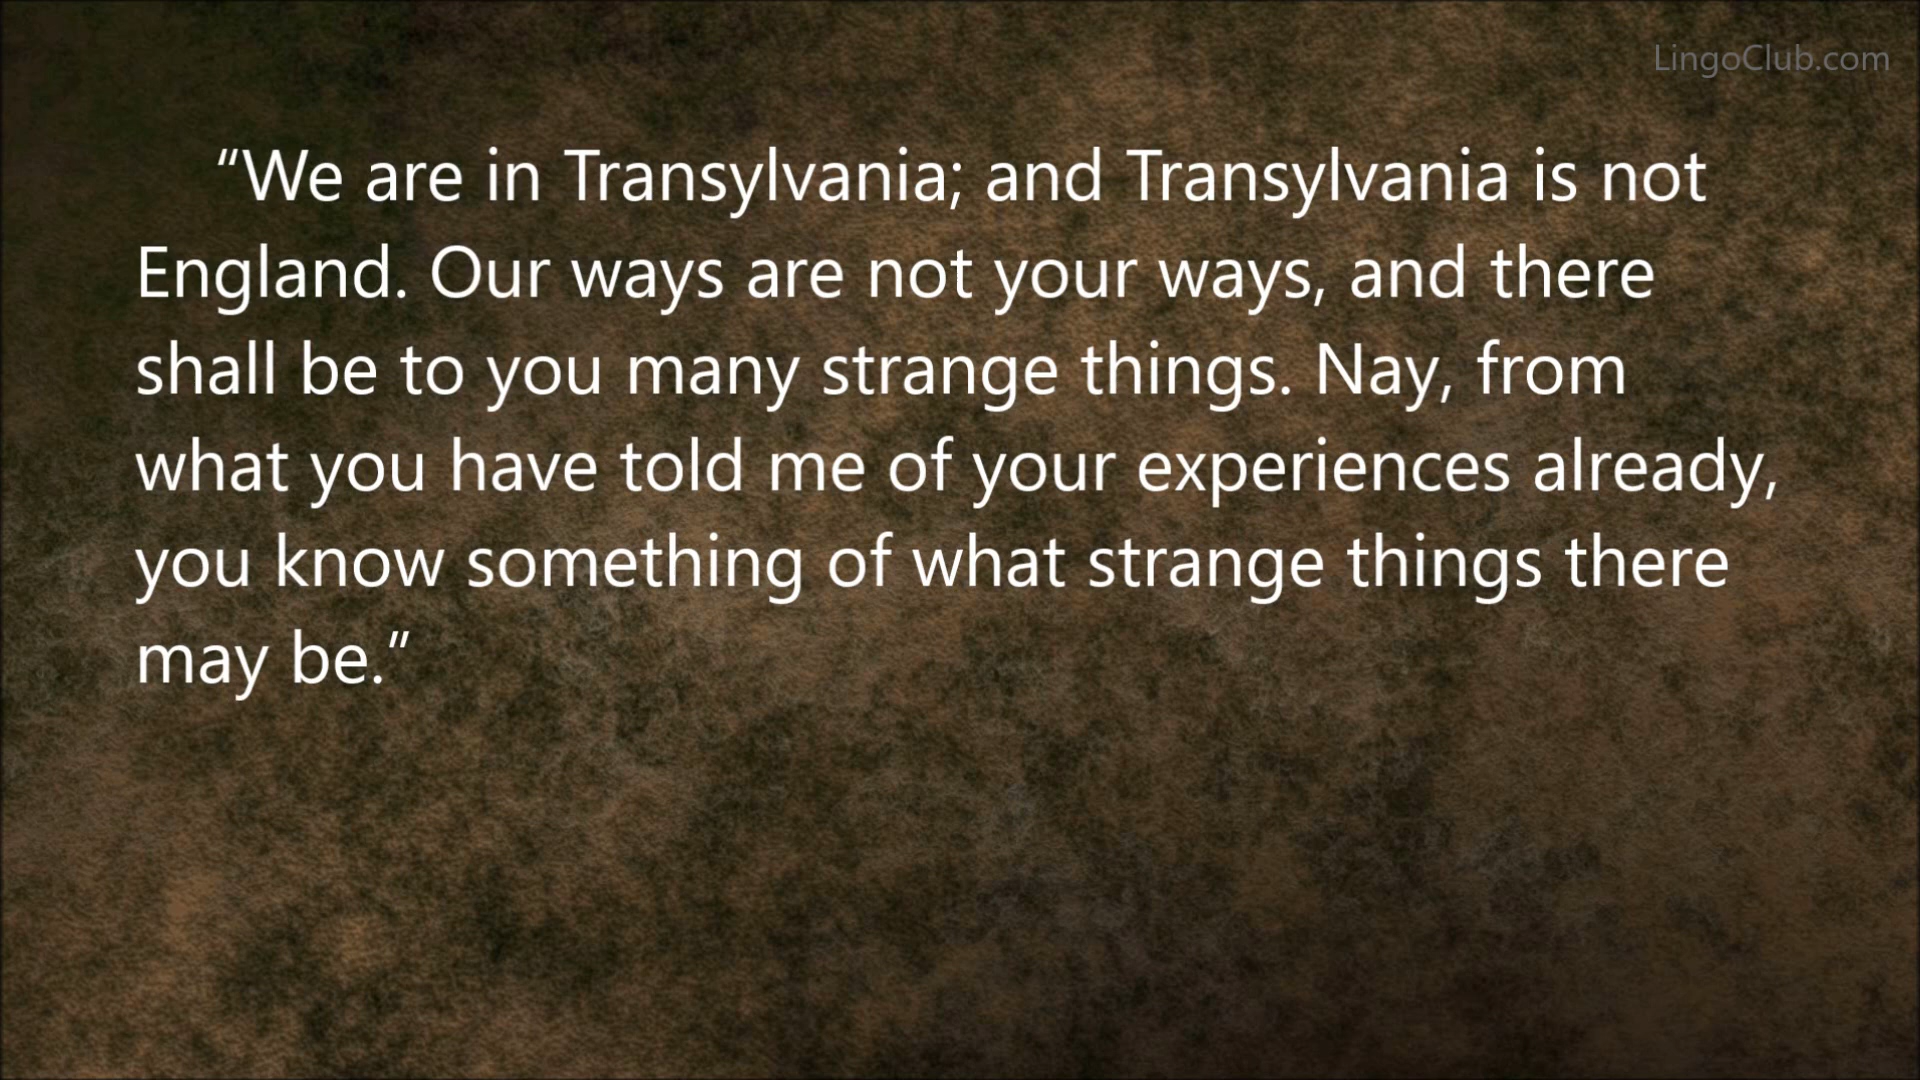 LingoClub.com
“We are in Transylvania; and Transylvania is not
England. Our ways are not your ways, and there
shall be to you many strange things. Nay, from
what you have told me of your experiences already,
you know something of what strange things there
may be.”